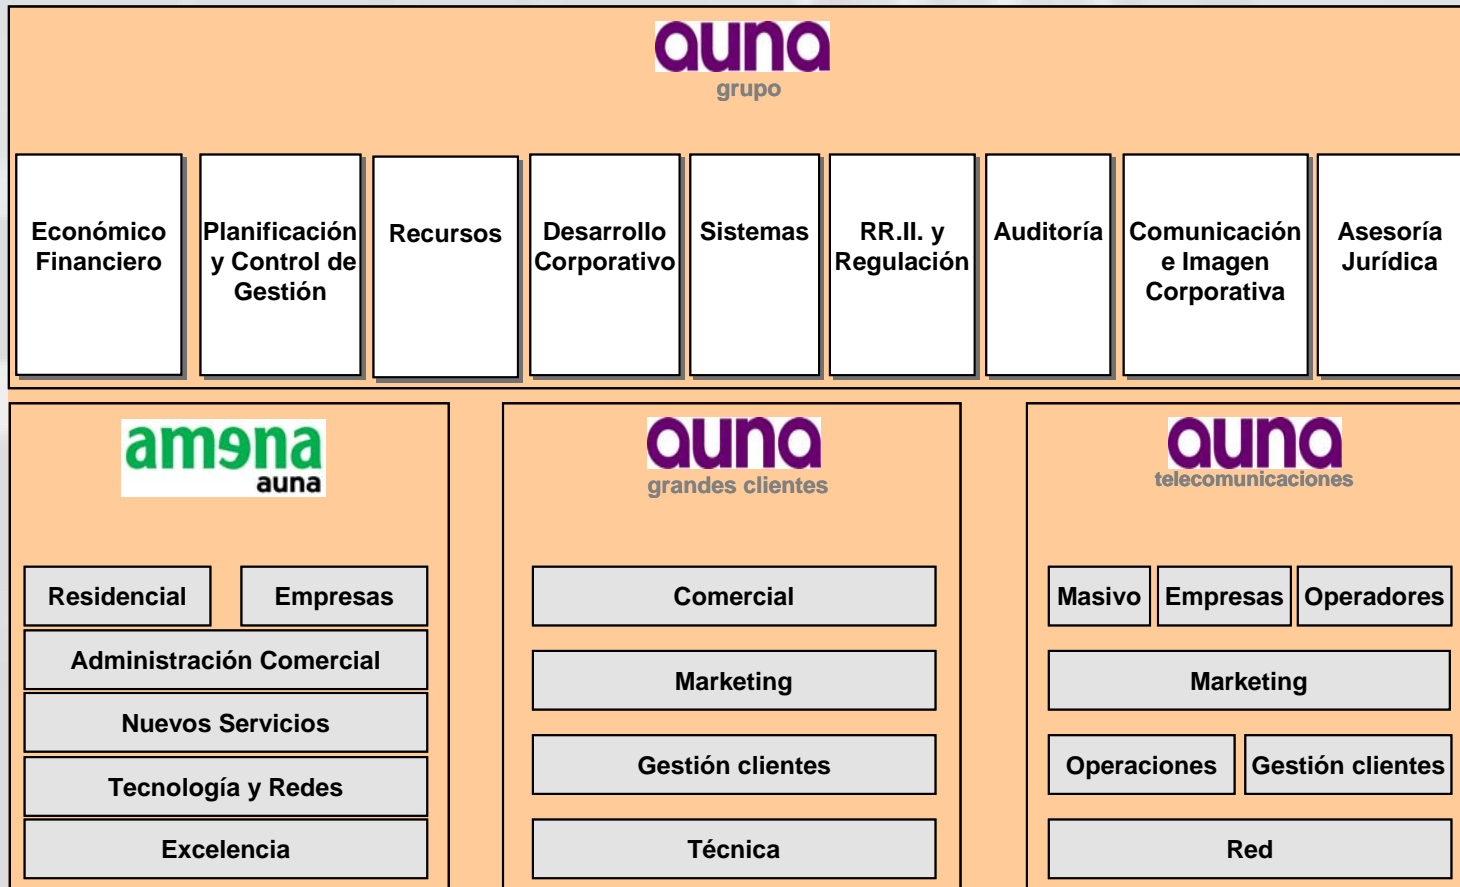 auna
grupo
Económico
Financiero
Planificación
y Control de
Gestión
Recursos
Desarrollo
Corporativo
Sistemas
RR.II. y
Regulación
Auditoría
Comunicación
e Imagen
Corporativa
Asesoría
Jurídica
amena
auna
Residencial
Empresas
Administración Comercial
Nuevos Servicios
Tecnología y Redes
Excelencia
auna
grandes clientes
Comercial
Marketing
Gestión clientes
Técnica
auna
telecomunicaciones
Masivo
Empresas
Operadores
Marketing
Operaciones
Gestión clientes
Red